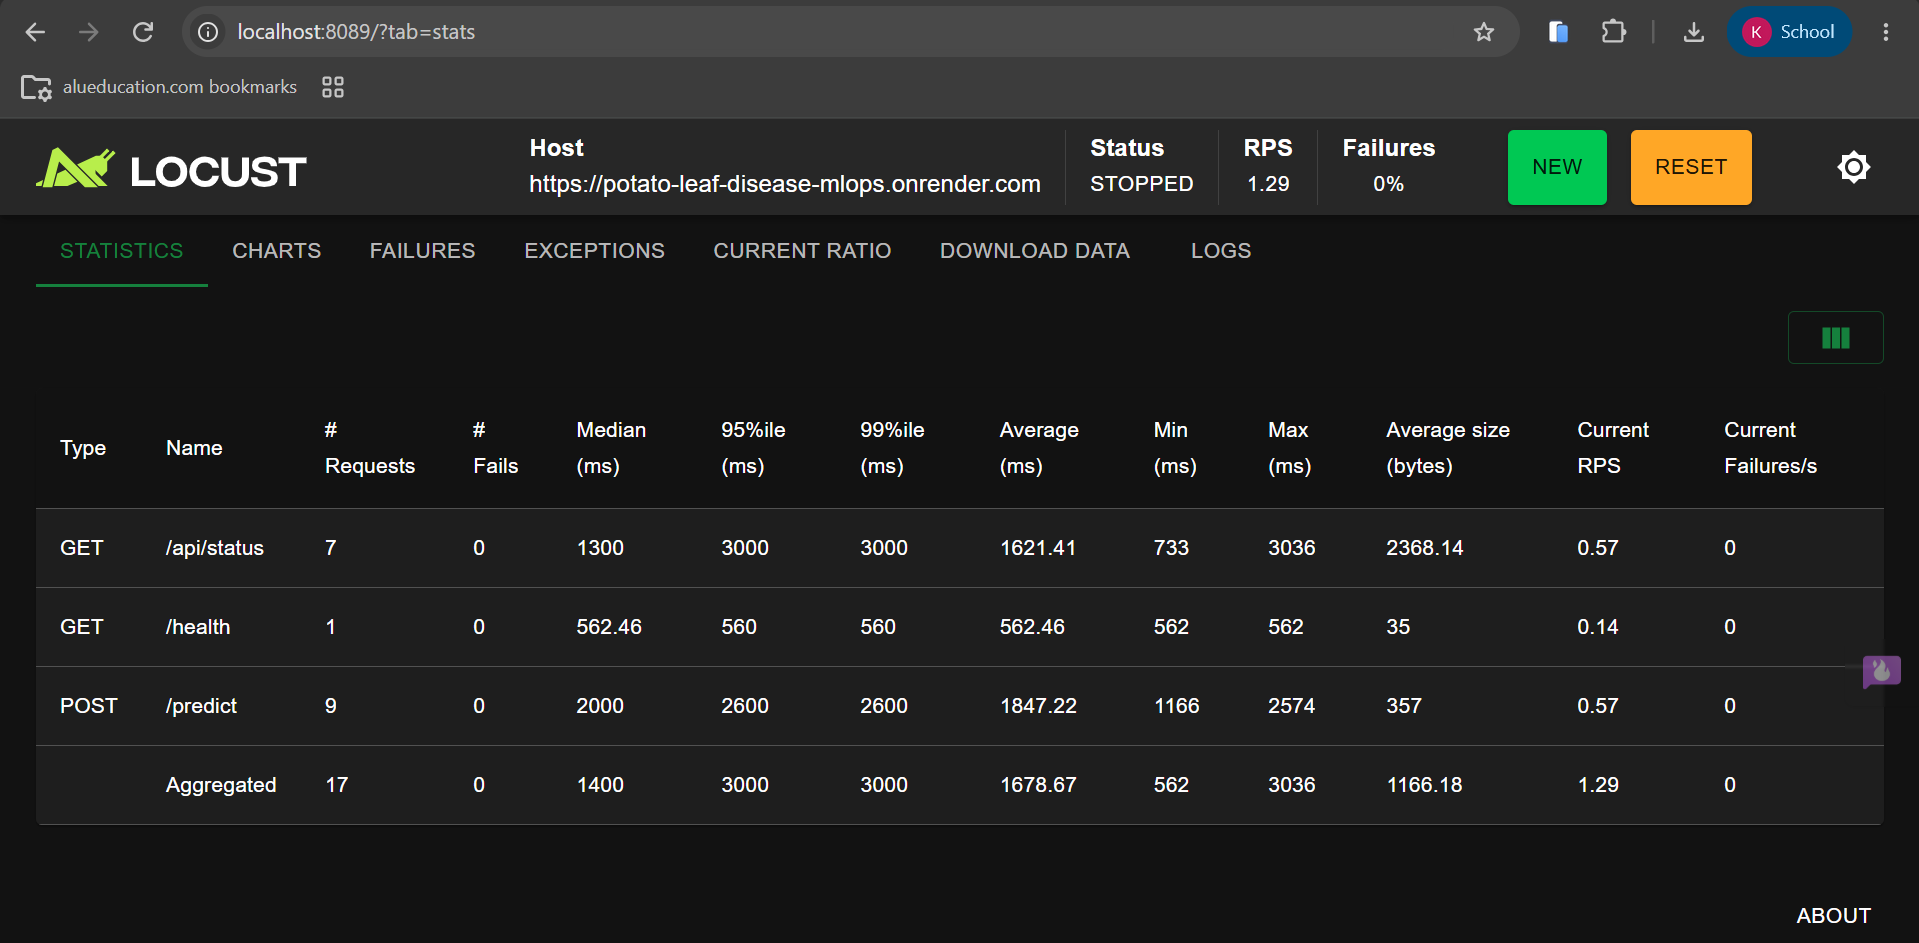 localhost:8089/?tab=stats
K School
alueducation.com bookmarks
LOCUST
Host
https://potato-leaf-disease-mlops.onrender.com
Status
STOPPED
RPS
1.29
Failures
0%
NEW
RESET
STATISTICS CHARTS FAILURES EXCEPTIONS CURRENT RATIO DOWNLOAD DATA LOGS
Type Name # Requests # Fails Median (ms) 95%ile (ms) 99%ile (ms) Average (ms) Min (ms) Max (ms) Average size (bytes) Current RPS Current Failures/s
GET /api/status 7 0 1300 3000 3000 1621.41 733 3036 2368.14 0.57 0
GET /health 1 0 562.46 560 560 562.46 562 562 35 0.14 0
POST /predict 9 0 2000 2600 2600 1847.22 1166 2574 357 0.57 0
Aggregated 17 0 1400 3000 3000 1678.67 562 3036 1166.18 1.29 0
ABOUT